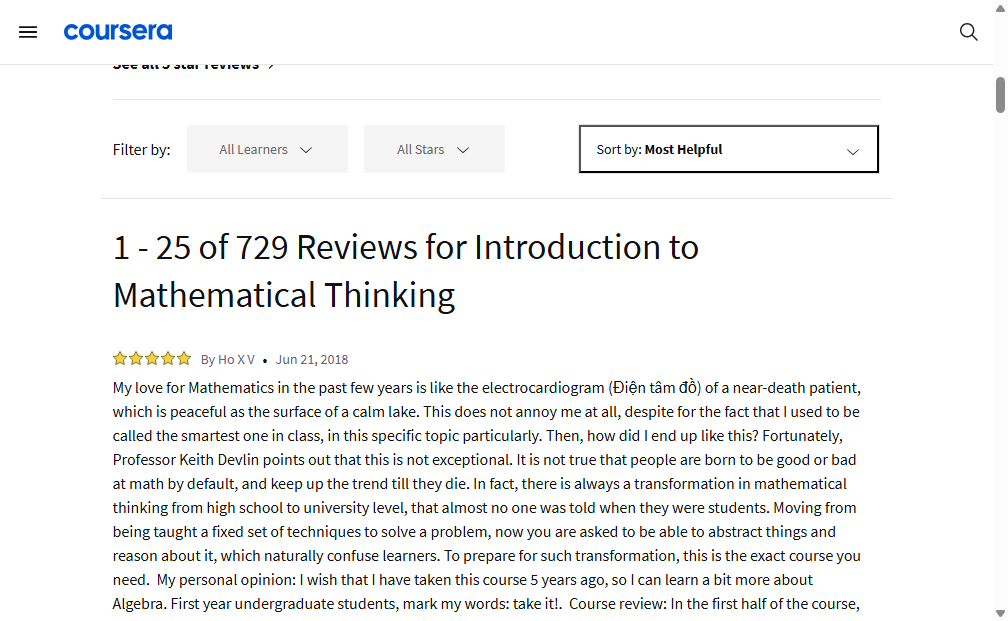 coursera
See all 5 star reviews
Filter by:
All Learners
All Stars
Sort by: Most Helpful
1 - 25 of 729 Reviews for Introduction to
Mathematical Thinking
By Ho X V • Jun 21, 2018
My love for Mathematics in the past few years is like the electrocardiogram (Điện tâm đồ) of a near-death patient,
which is peaceful as the surface of a calm lake. This does not annoy me at all, despite for the fact that I used to be
called the smartest one in class, in this specific topic particularly. Then, how did I end up like this? Fortunately,
Professor Keith Devlin points out that this is not exceptional. It is not true that people are born to be good or bad
at math by default, and keep up the trend till they die. In fact, there is always a transformation in mathematical
thinking from high school to university level, that almost no one was told when they were students. Moving from
being taught a fixed set of techniques to solve a problem, now you are asked to be able to abstract things and
reason about it, which naturally confuse learners. To prepare for such transformation, this is the exact course you
need.  My personal opinion: I wish that I have taken this course 5 years ago, so I can learn a bit more about
Algebra. First year undergraduate students, mark my words: take it!.  Course review: In the first half of the course,